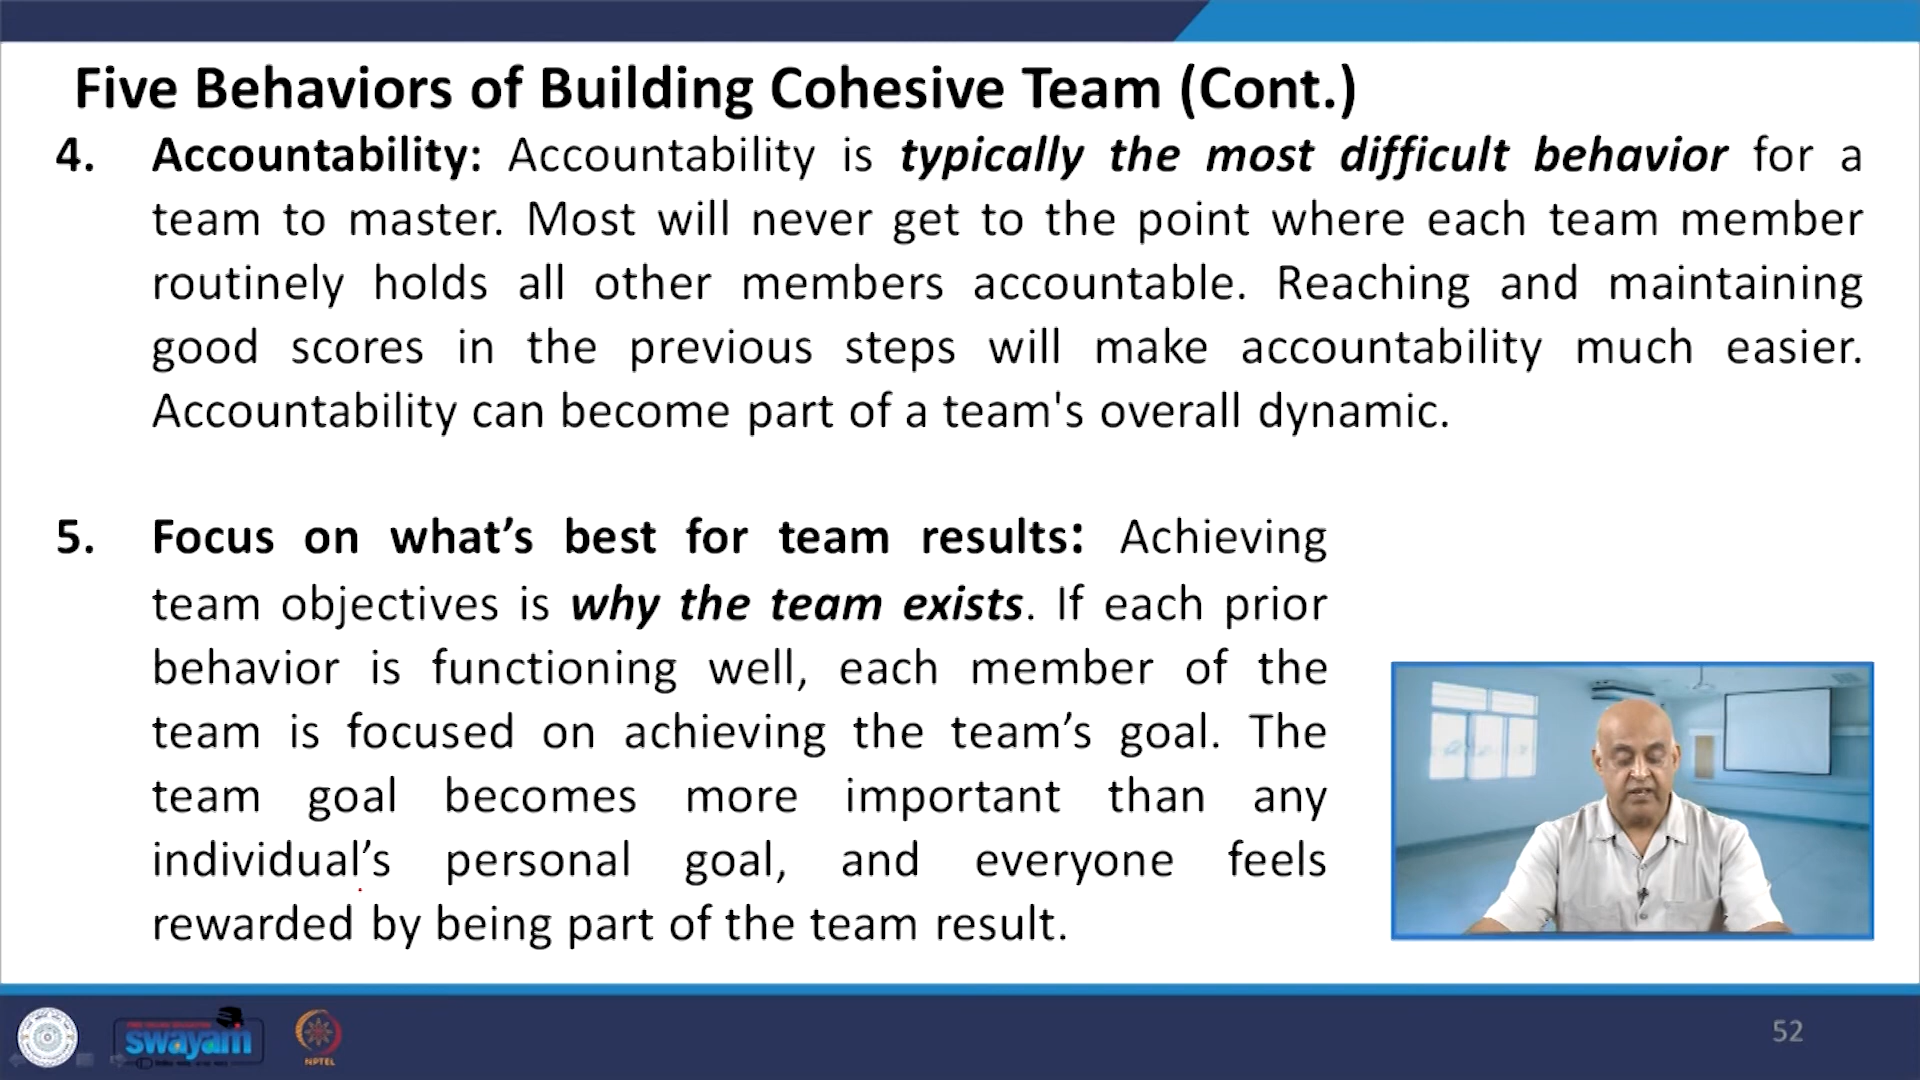 Five Behaviors of Building Cohesive Team (Cont.)
4. Accountability: Accountability is typically the most difficult behavior for a
team to master. Most will never get to the point where each team member
routinely holds all other members accountable. Reaching and maintaining
good scores in the previous steps will make accountability much easier.
Accountability can become part of a team's overall dynamic.
5. Focus on what’s best for team results: Achieving
team objectives is why the team exists. If each prior
behavior is functioning well, each member of the
team is focused on achieving the team’s goal. The
team goal becomes more important than any
individual’s personal goal, and everyone feels
rewarded by being part of the team result.
swayam
NPTEL
52